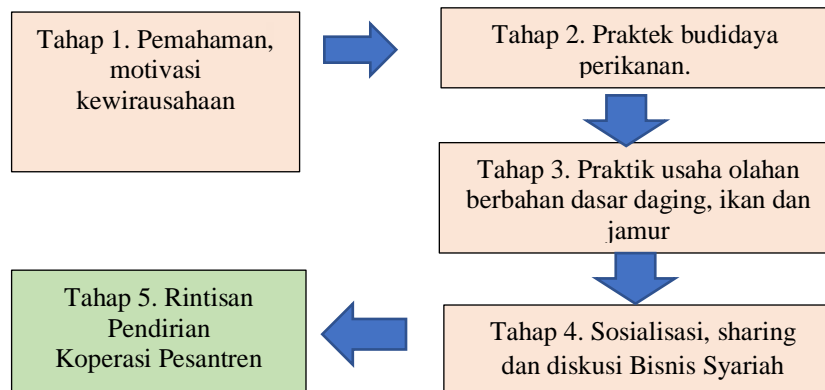 Tahap 1. Pemahaman,
motivasi
kewirausahaan
Tahap 2. Praktek budidaya
perikanan.
Tahap 3. Praktik usaha olahan
berbahan dasar daging, ikan dan
jamur
Tahap 4. Sosialisasi, sharing
dan diskusi Bisnis Syariah
Tahap 5. Rintisan
Pendirian
Koperasi Pesantren